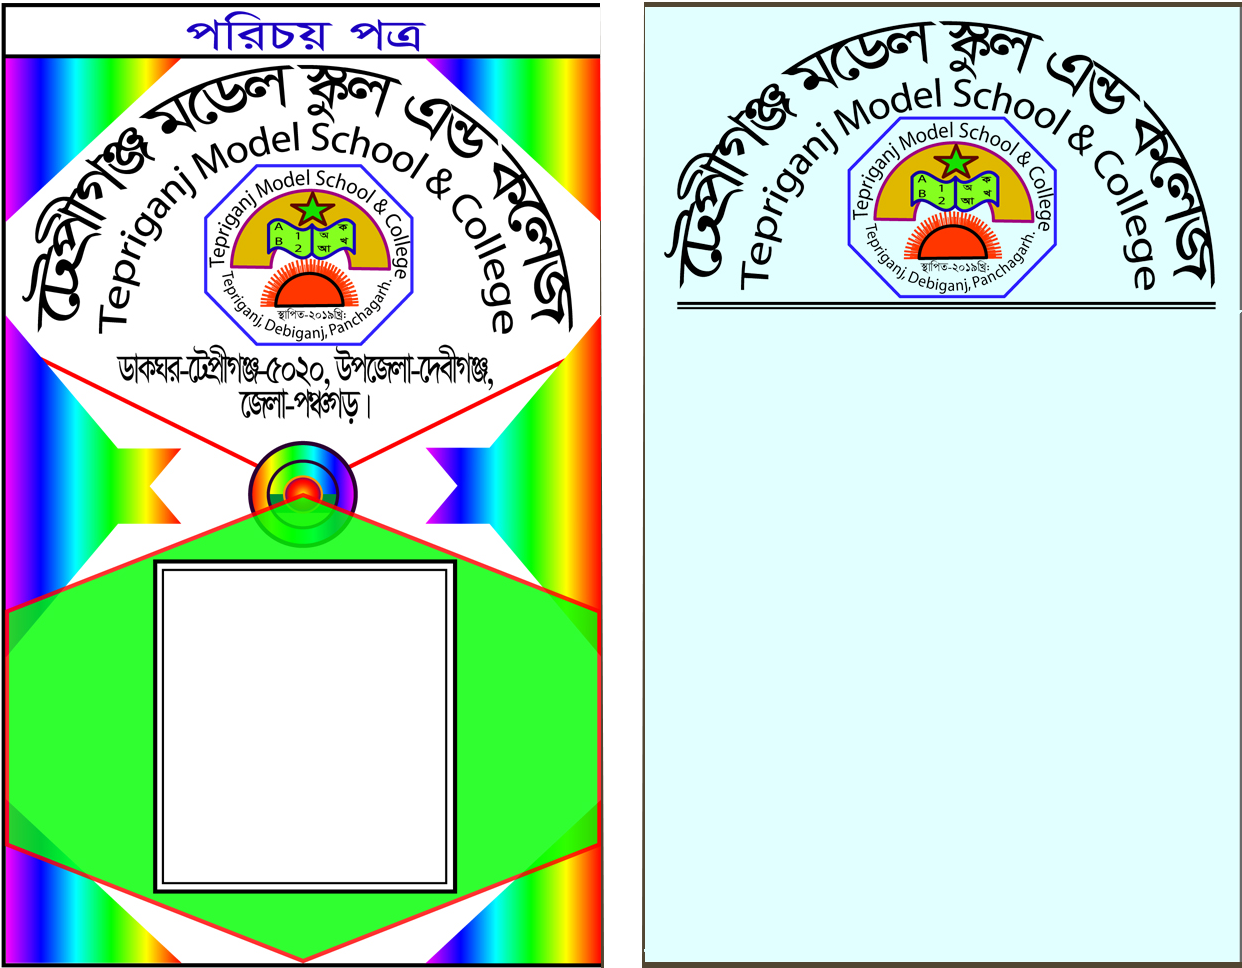 পরিচয় পত্র
টেপ্রীগঞ্জ মডেল স্কুল এন্ড কলেজ
Tepriganj Model School & College
Tepriganj Model School & College
A
B
1
2
অ
আ
ক
খ
স্থাপিত-২০১৯খ্রি:
Tepriganj, Debiganj, Panchagarh.
ডাকঘর-টেপ্রীগঞ্জ-৫০২০, উপজেলা-দেবীগঞ্জ,
জেলা-পঞ্চগড়।
টেপ্রীগঞ্জ মডেল স্কুল এন্ড কলেজ
Tepriganj Model School & College
Tepriganj Model School & College
A
B
1
2
অ
আ
ক
খ
স্থাপিত-২০১৯খ্রি:
Tepriganj, Debiganj, Panchagarh.